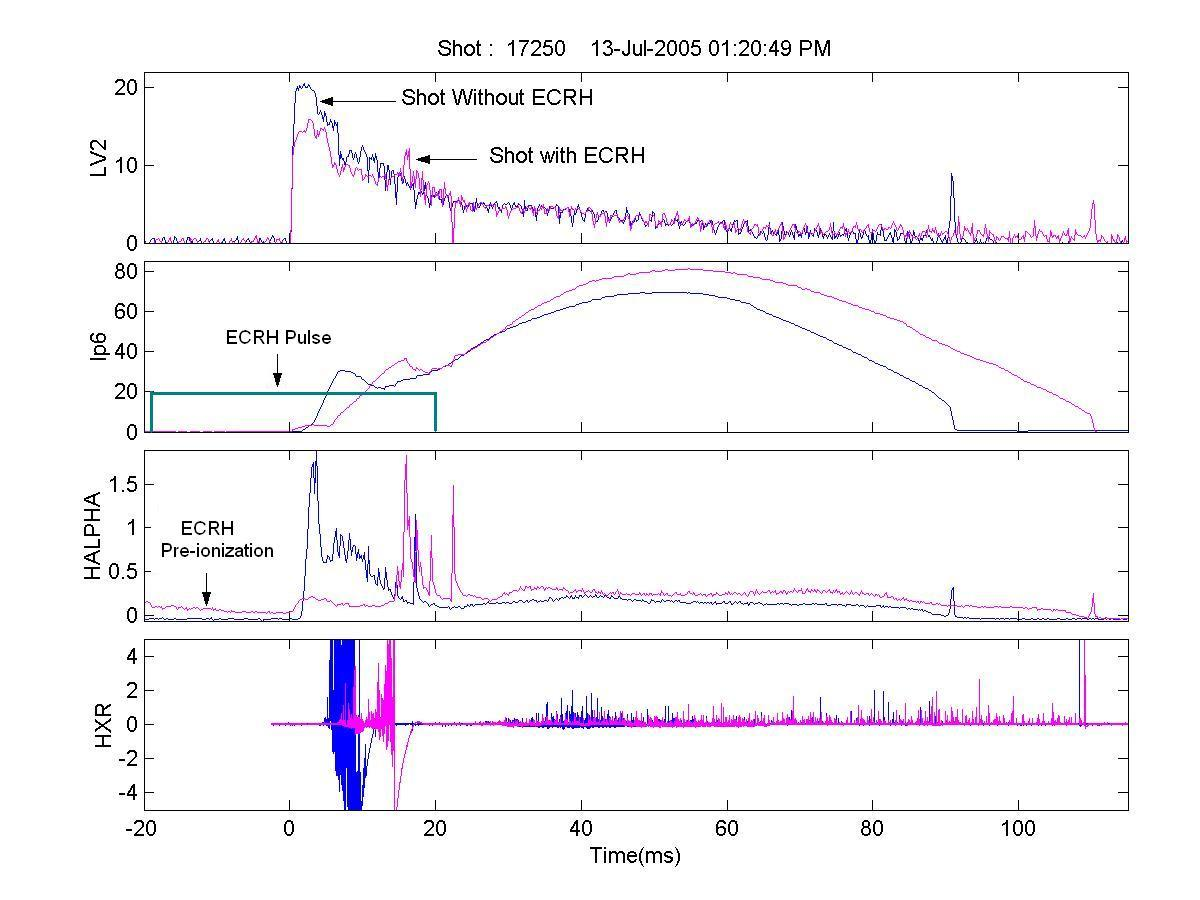 Shot :  17250    13-Jul-2005 01:20:49 PM
20
10
0
LV2
Shot Without ECRH
Shot with ECRH
80
60
40
20
0
Ip6
ECRH Pulse
1.5
1
0.5
0
HALPHA
ECRH
Pre-ionization
4
2
0
-2
-4
HXR
-20 0 20 40 60 80 100
Time(ms)